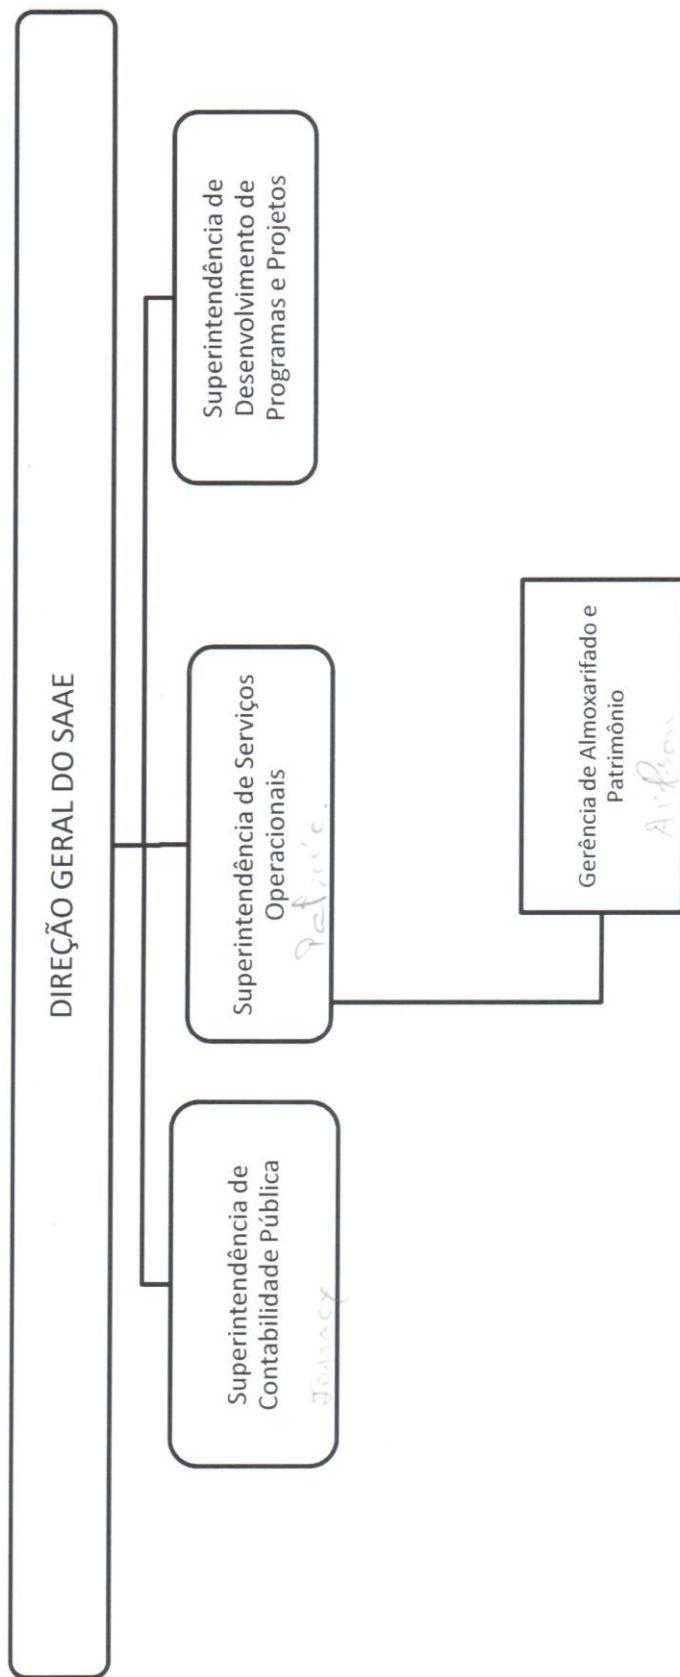 DIREÇÃO GERAL DO SAAE
Superintendência de
Contabilidade Pública
Superintendência de Serviços
Operacionais
Superintendência de
Desenvolvimento de
Programas e Projetos
Gerência de Almoxarifado e
Patrimônio